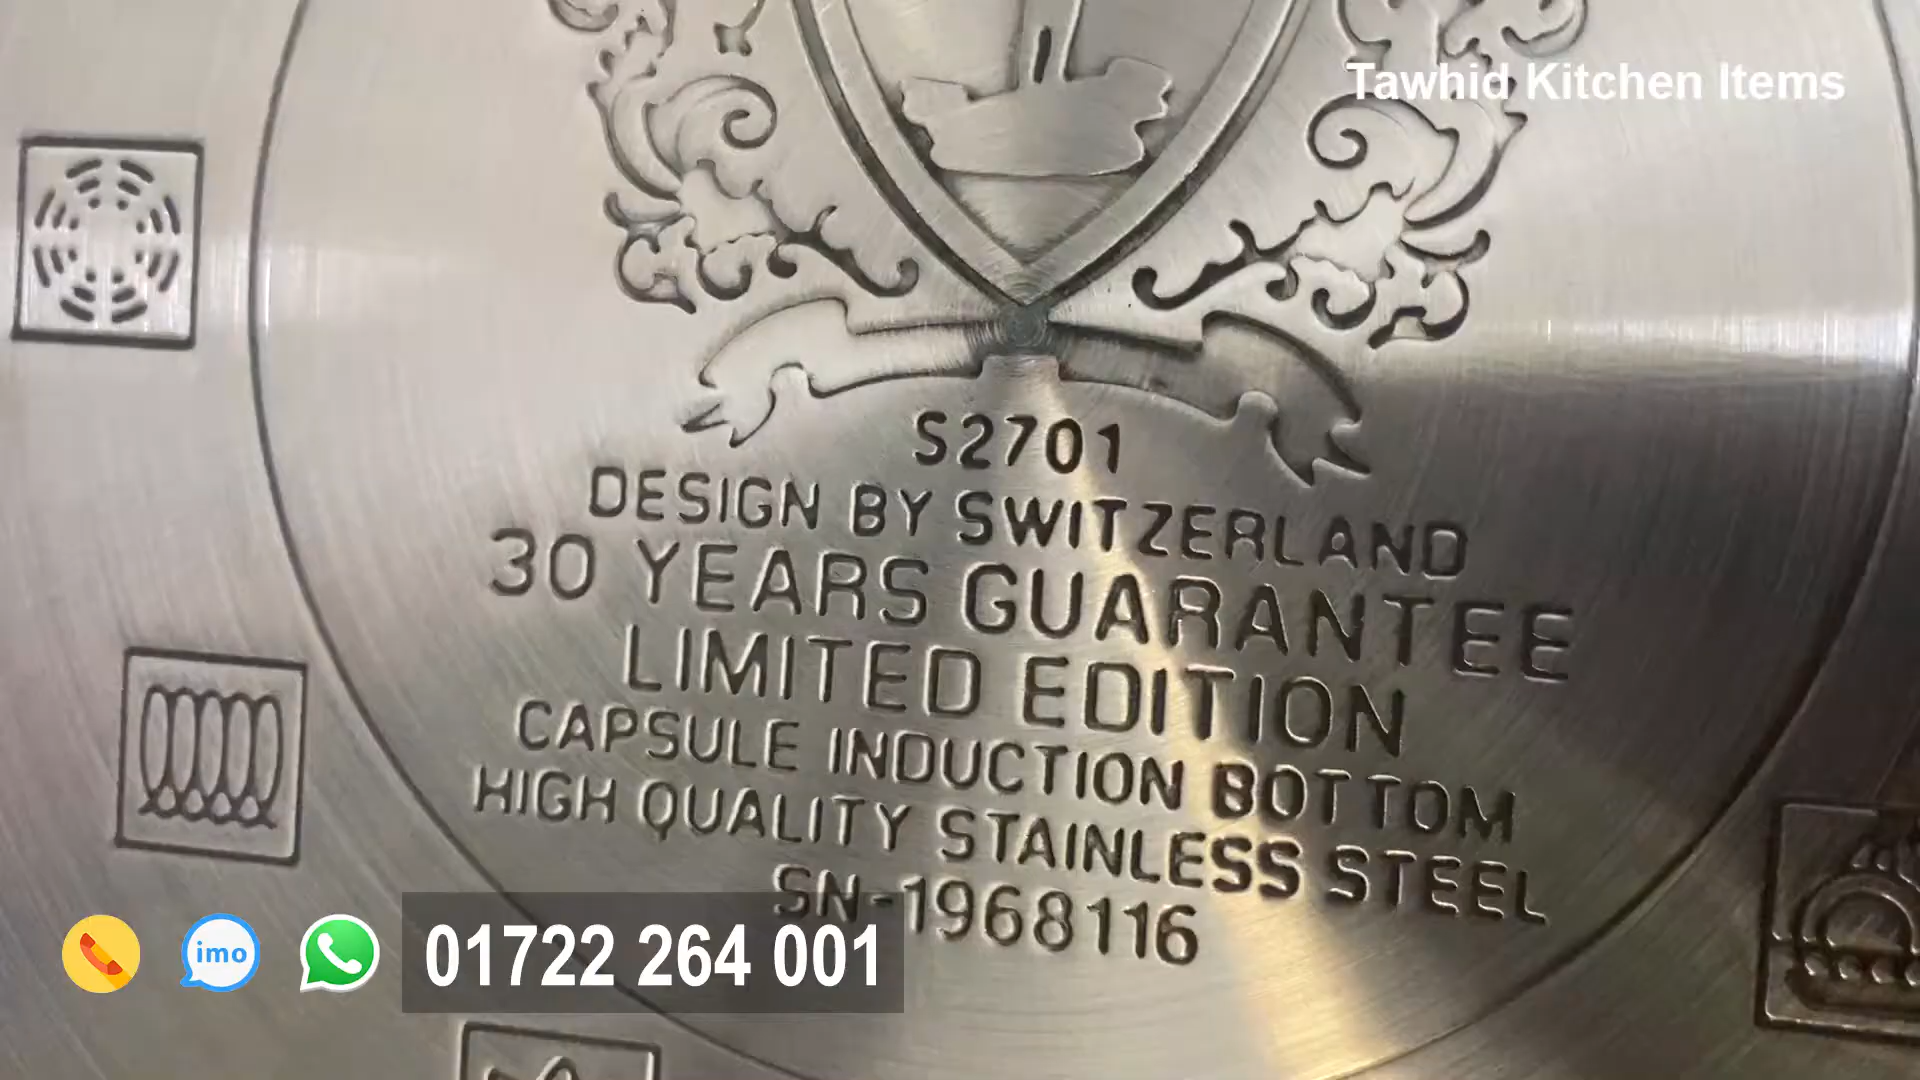 Tawhid Kitchen Items
S2701
DESIGN BY SWITZERLAND
30 YEARS GUARANTEE
LIMITED EDITION
CAPSULE INDUCTION BOTTOM
HIGH QUALITY STAINLESS STEEL
SN-1968116
imo
01722 264 001